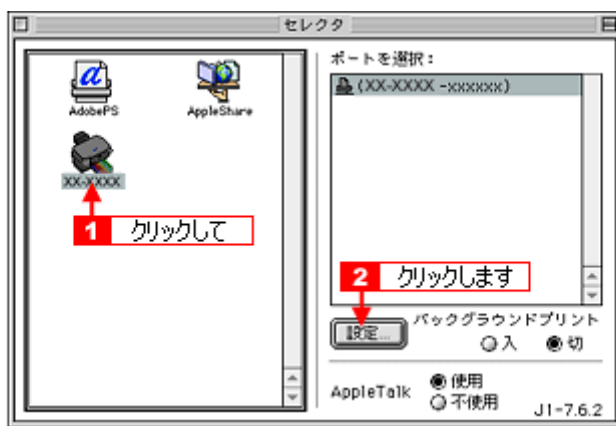 セレクタ
AdobePS
AppleShare
XX-XXXX
1 クリックして
ポートを選択：
(XX-XXXX -xxxxxx)
2 クリックします
設定...
バックグラウンドプリント
入 切
AppleTalk
使用
不使用
J1-7.6.2